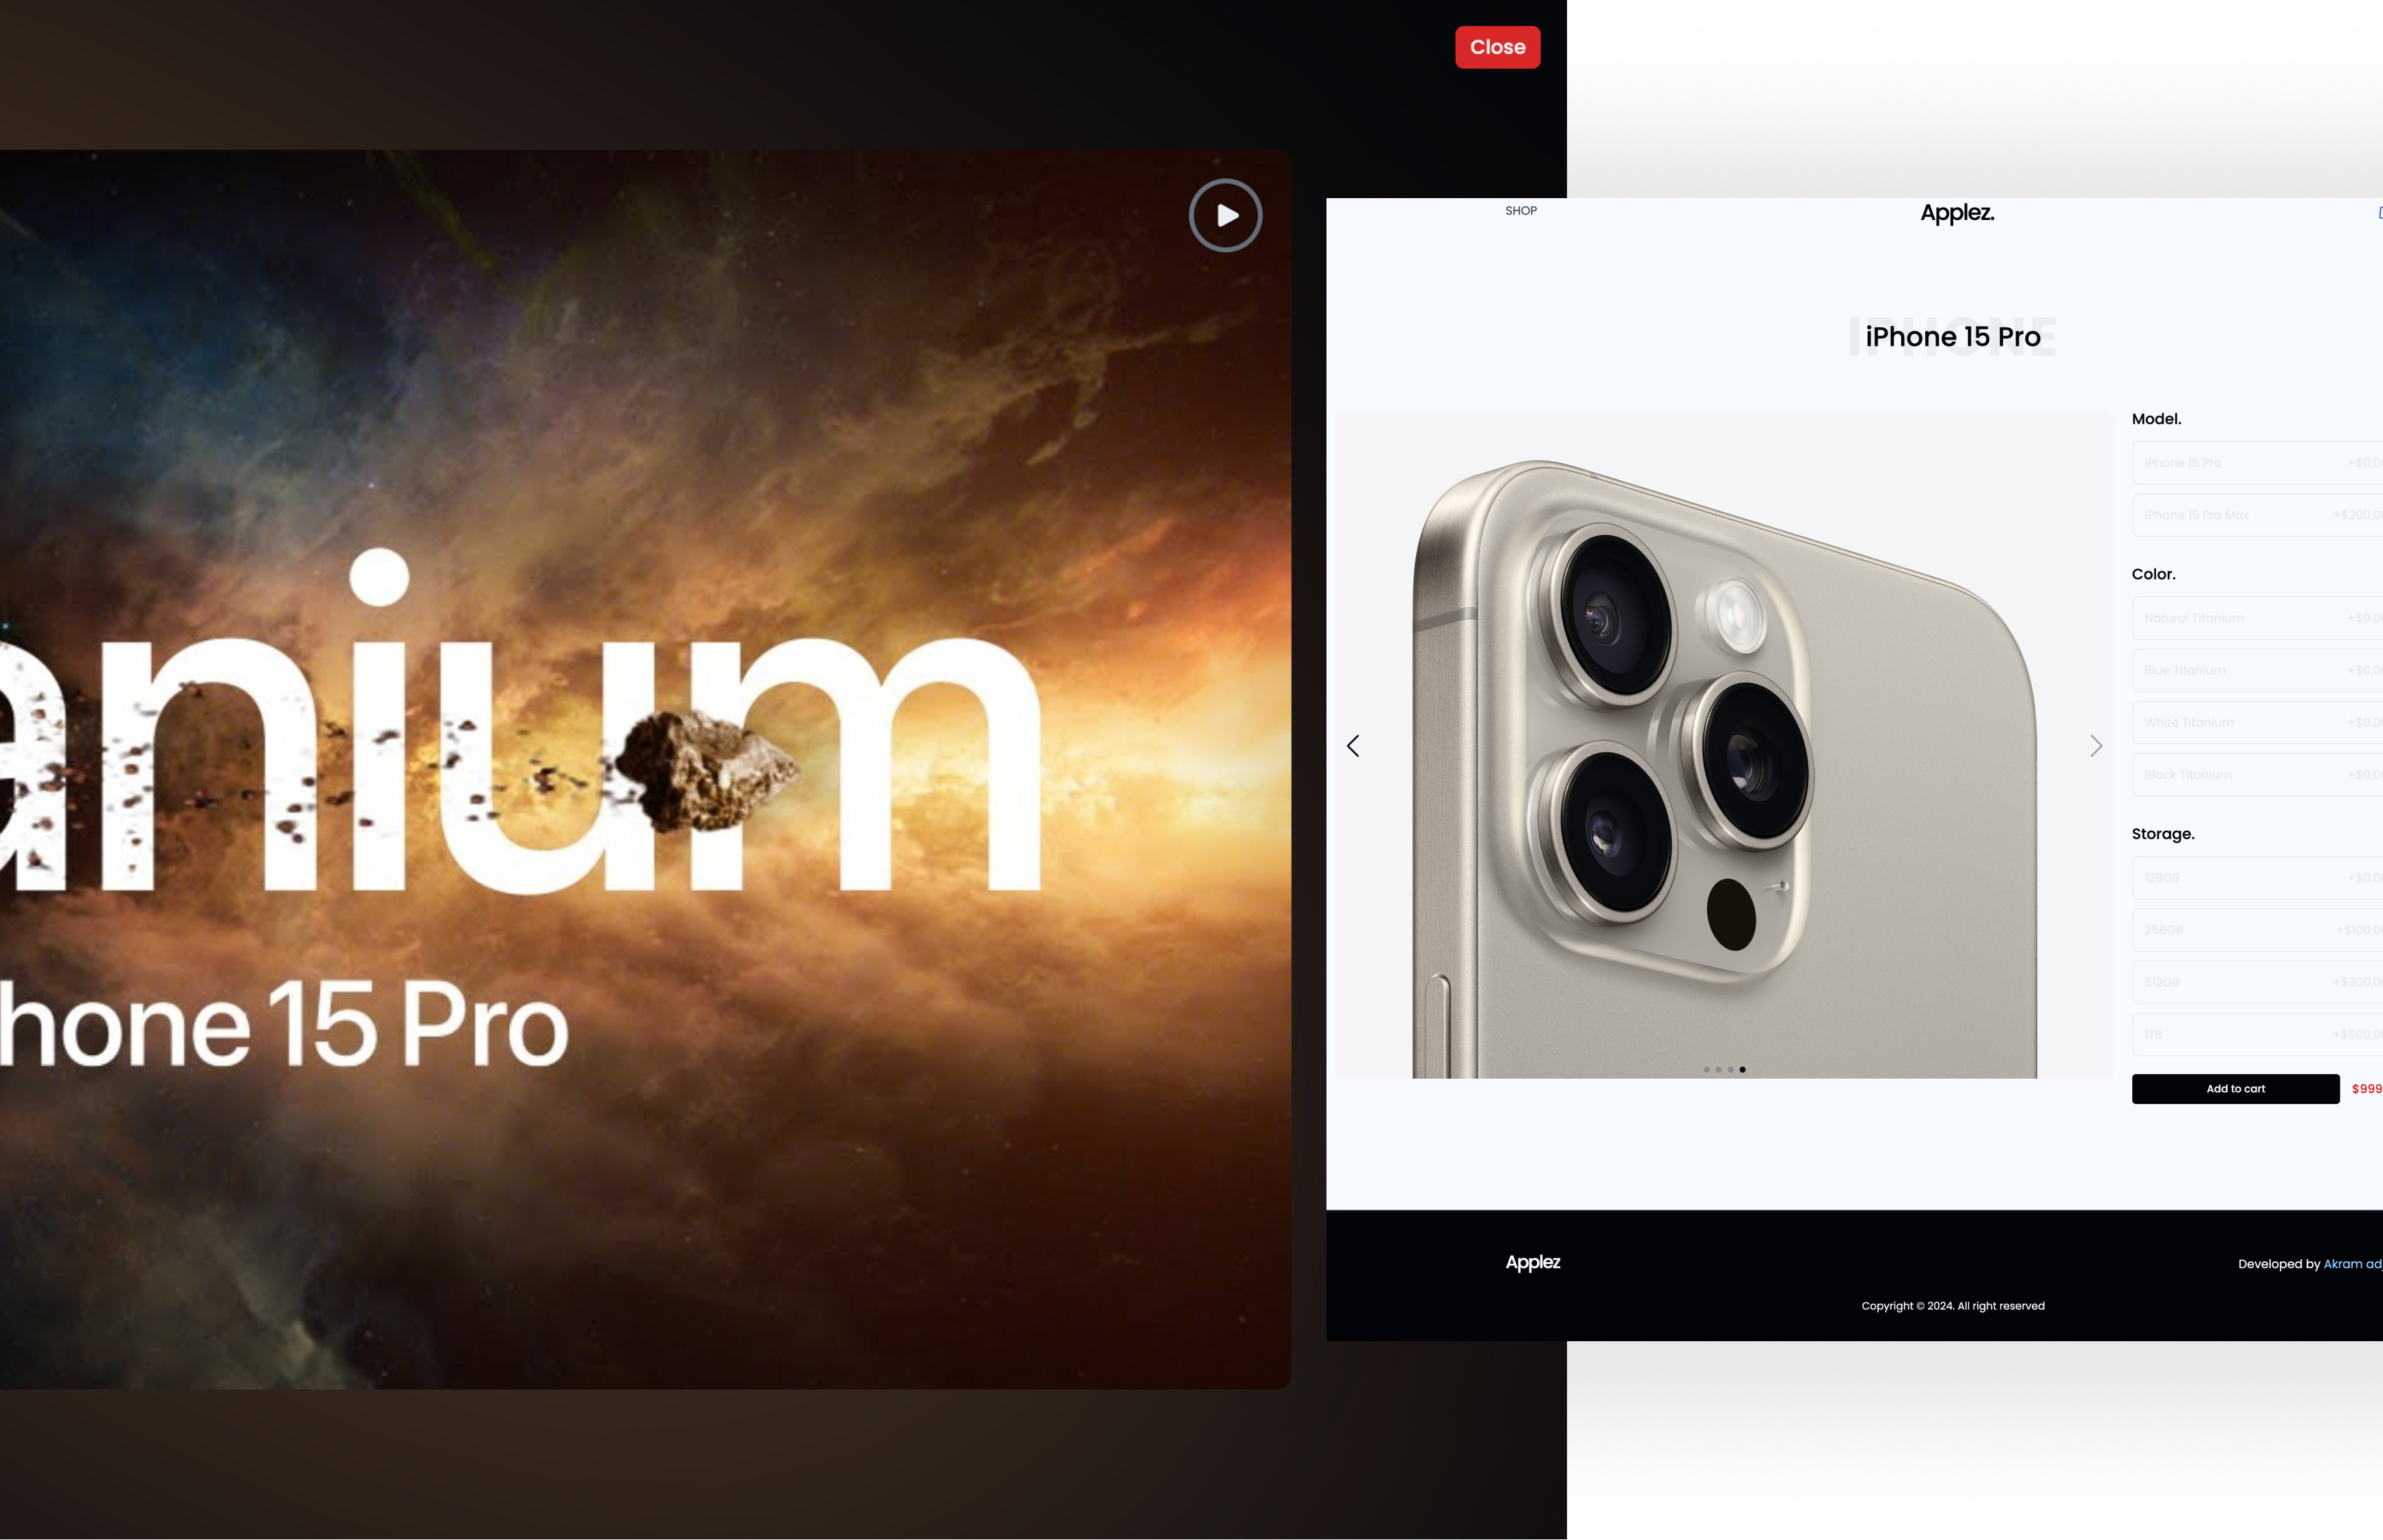 Close
anium
hone 15 Pro
SHOP
Applez.
IPHONE
iPhone 15 Pro
Model.
iPhone 15 Pro +$0.0
iPhone 15 Pro Max +$200.0
Color.
Natural Titanium +$0.0
Blue Titanium +$0.0
White Titanium +$0.0
Black Titanium +$0.0
Storage.
128GB +$0.0
256GB +$100.0
512GB +$300.0
1TB +$500.0
Add to cart $999
Applez
Developed by Akram ad
Copyright © 2024. All right reserved